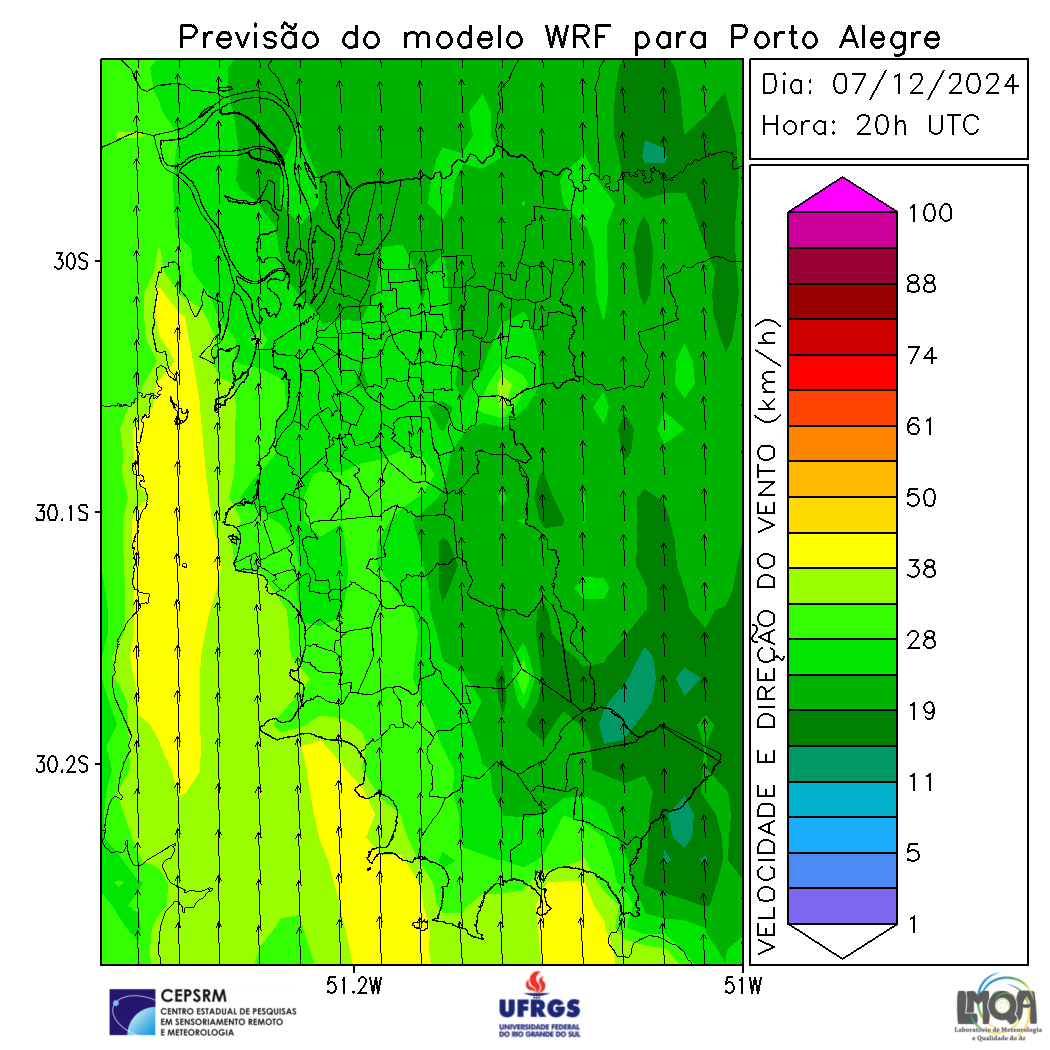 Previsão do modelo WRF para Porto Alegre
Dia: 07/12/2024
Hora: 20h UTC
30S
30.1S
30.2S
51.2W
51W
VELOCIDADE E DIREÇÃO DO VENTO (km/h)
100
88
74
61
50
38
28
19
11
5
1
CEPSRM
CENTRO ESTADUAL DE PESQUISAS
EM SENSORIAMENTO REMOTO
E METEOROLOGIA
UFRGS
UNIVERSIDADE FEDERAL
DO RIO GRANDE DO SUL
LMQA
Laboratório de Meteorologia
e Qualidade do Ar